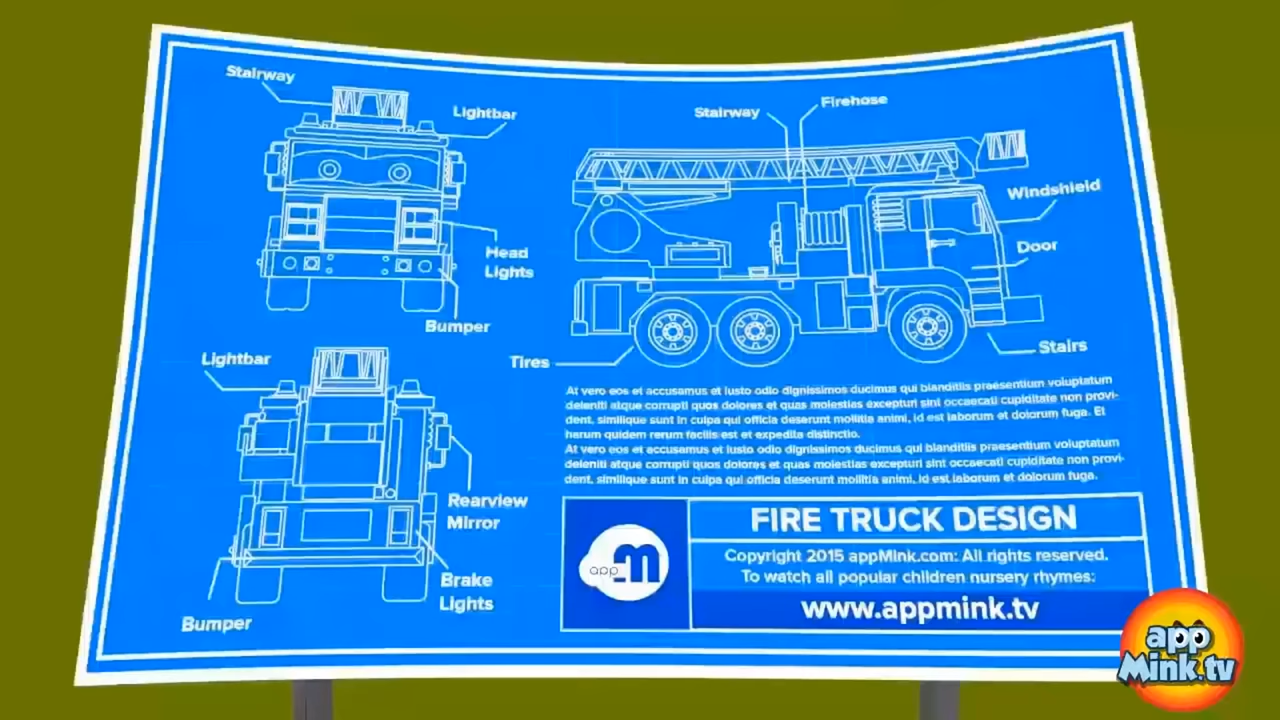 Stairway
Lightbar
Head
Lights
Bumper
Stairway
Firehose
Windshield
Door
Stairs
Tires
Lightbar
Rearview
Mirror
Brake
Lights
Bumper
At vero eos et accusamus et iusto odio dignissimos ducimus qui blanditiis praesentium voluptatum
deleniti atque corrupti quos dolores et quas molestias excepturi sint occaecati cupiditate non provi-
dent, similique sunt in culpa qui officia deserunt mollitia animi, id est laborum et dolorum fuga. Et
harum quidem rerum facilis est et expedita distinctio.
At vero eos et accusamus et iusto odio dignissimos ducimus qui blanditiis praesentium voluptatum
deleniti atque corrupti quos dolores et quas molestias excepturi sint occaecati cupiditate non provi-
dent, similique sunt in culpa qui officia deserunt mollitia animi, id est laborum et dolorum fuga.
app m
FIRE TRUCK DESIGN
Copyright 2015 appMink.com: All rights reserved.
To watch all popular children nursery rhymes:
www.appmink.tv
app
Mink.tv